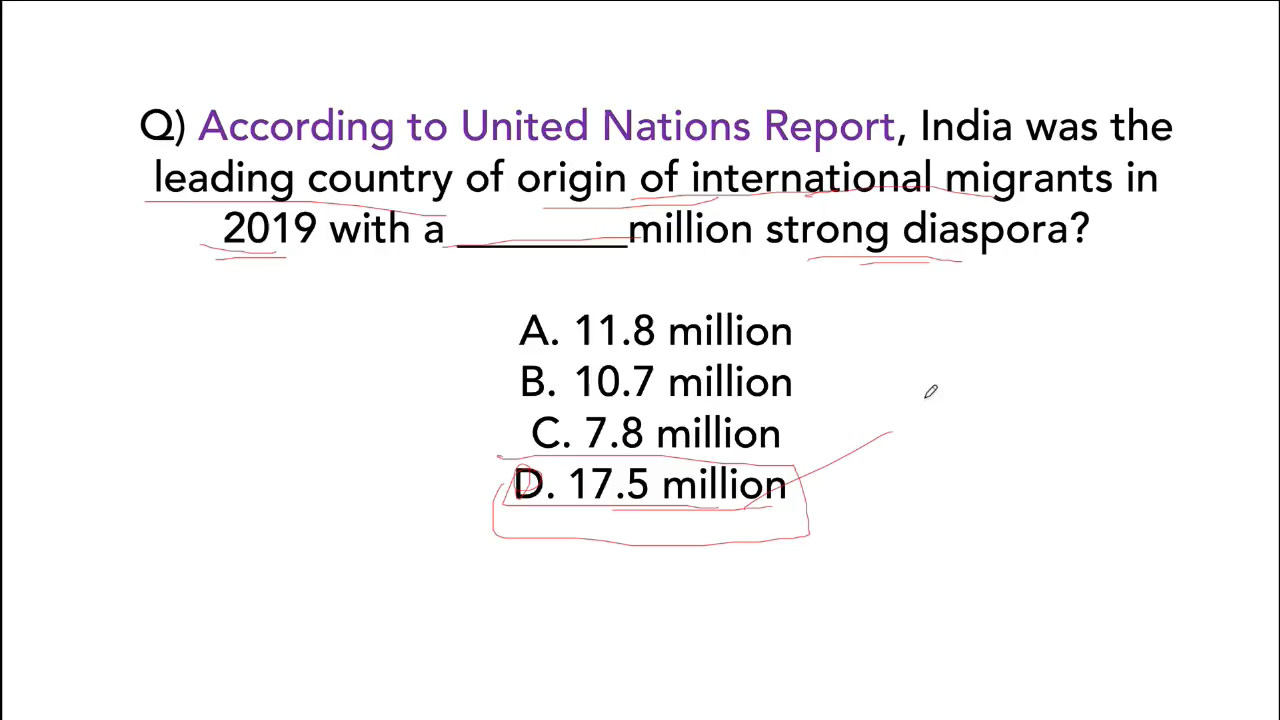 Q) According to United Nations Report, India was the
leading country of origin of international migrants in
2019 with a ________million strong diaspora?
A. 11.8 million
B. 10.7 million
C. 7.8 million
D. 17.5 million